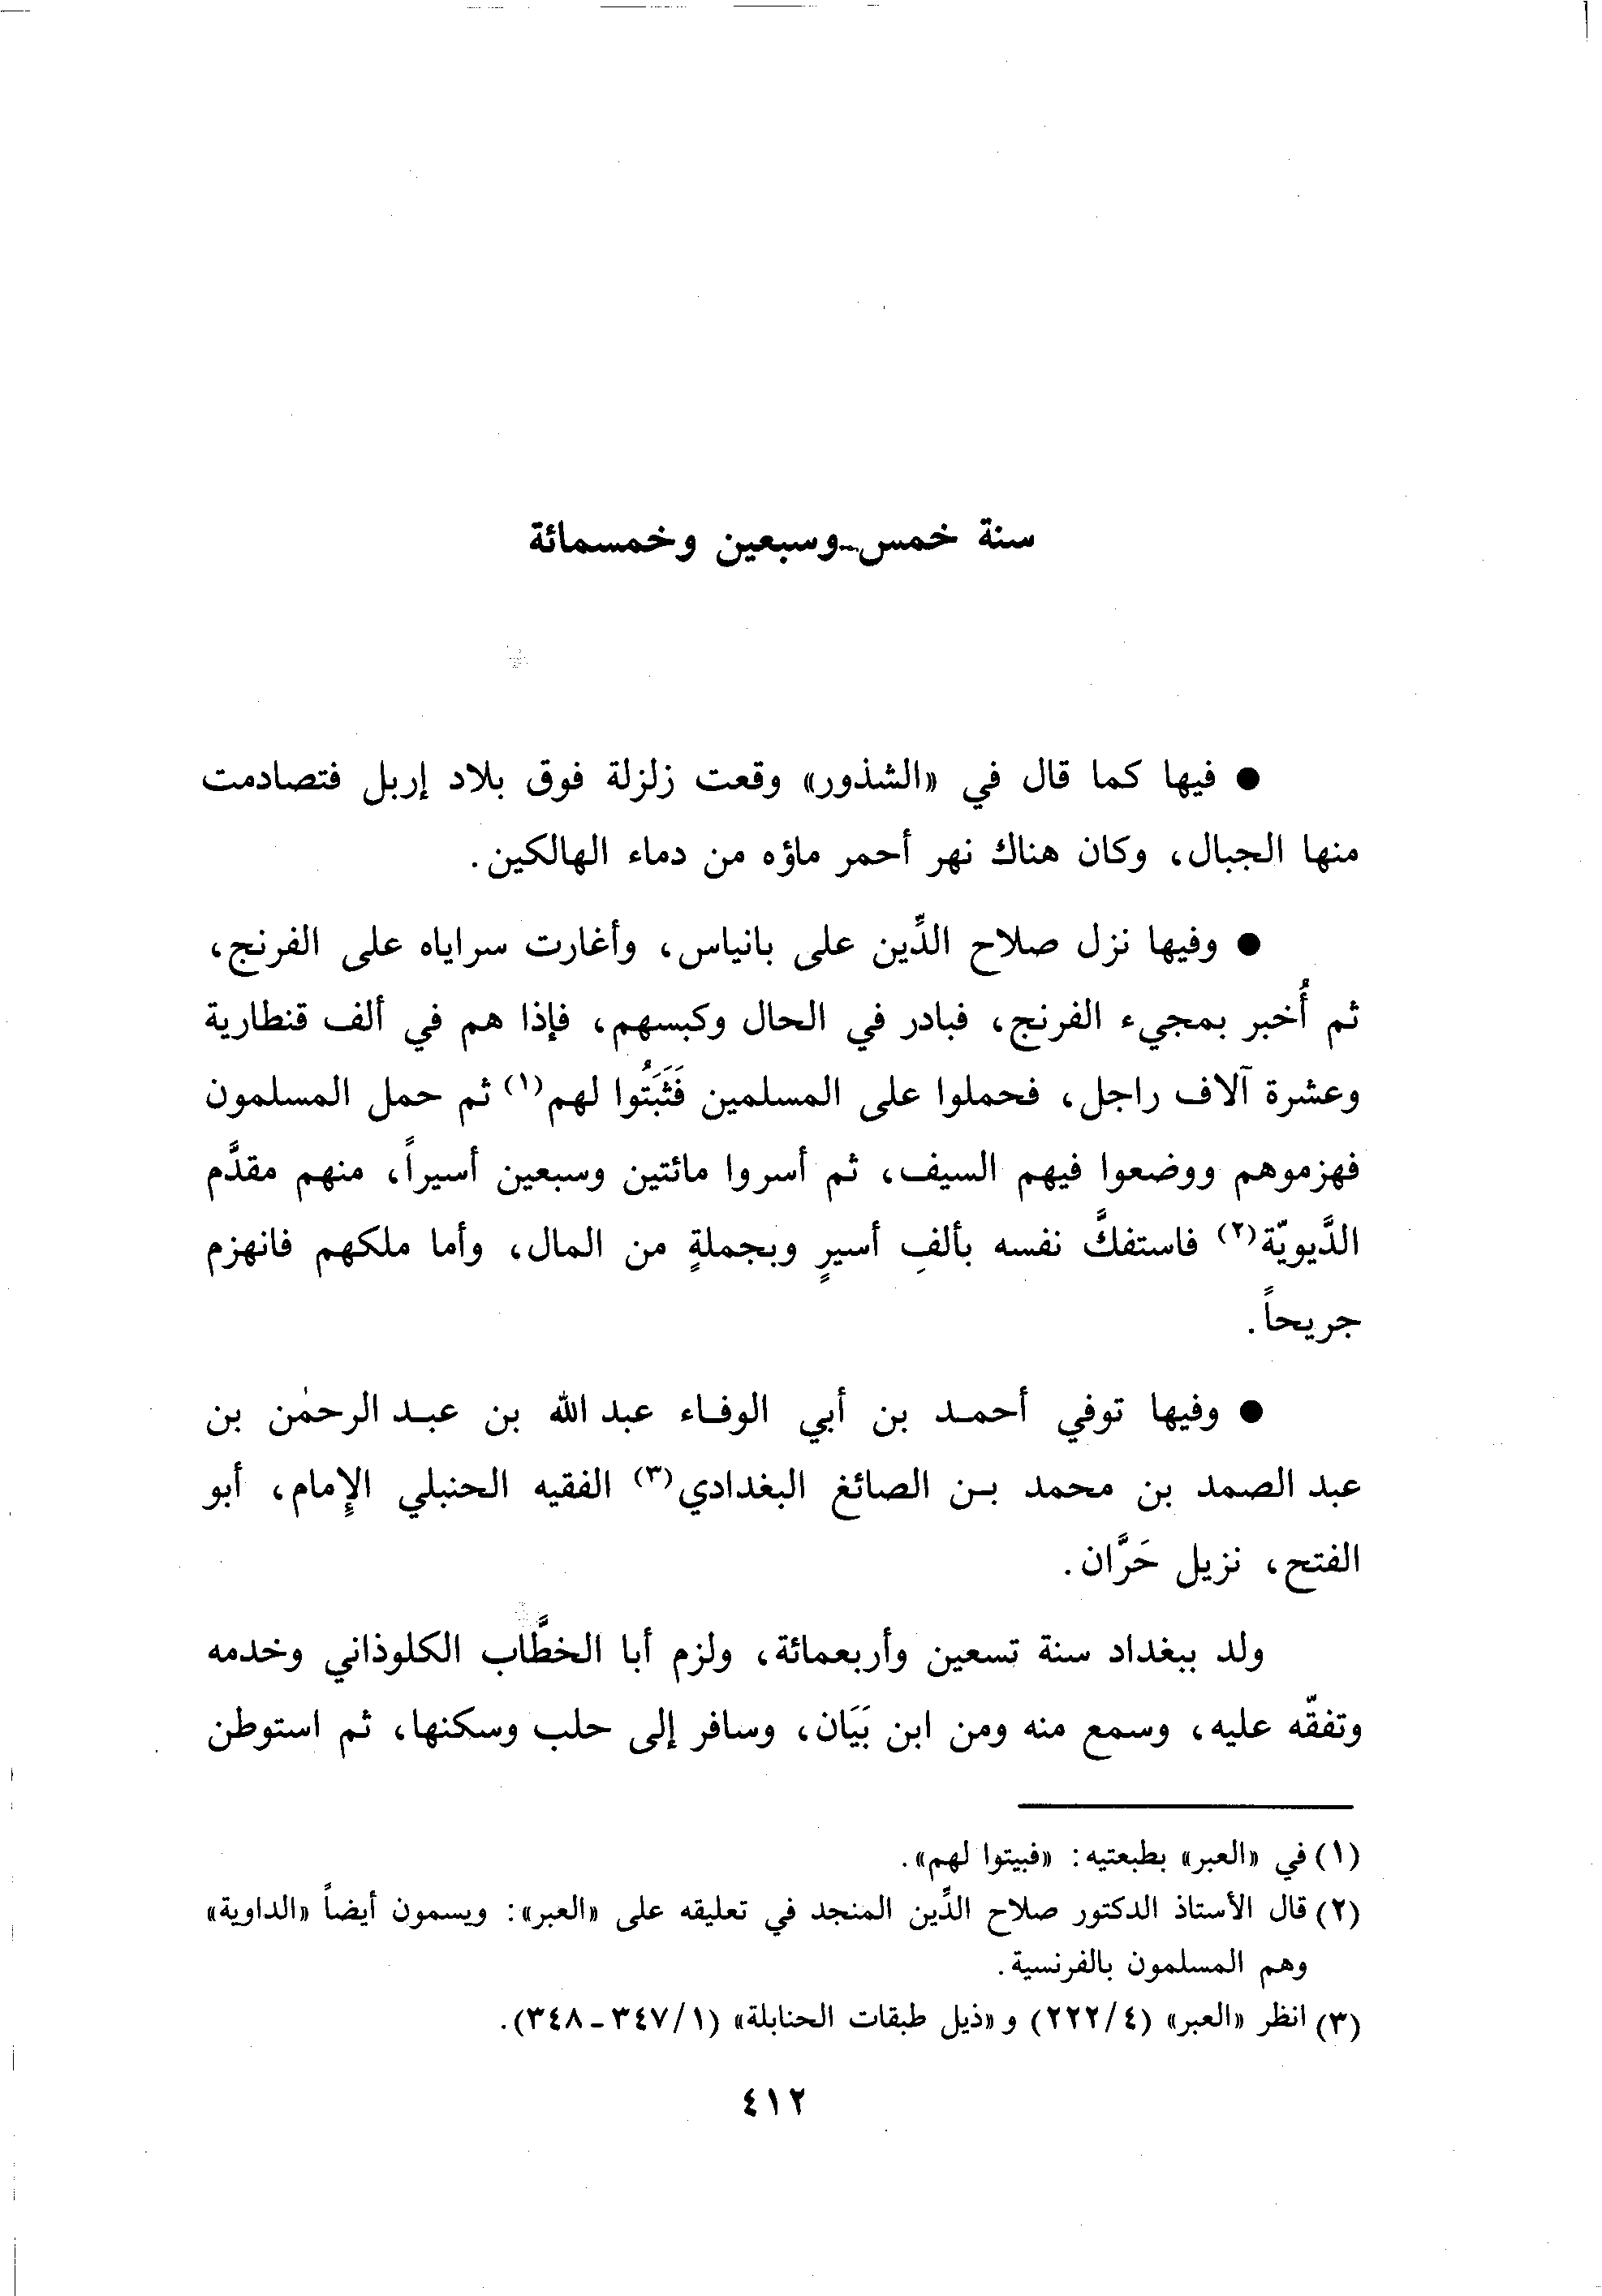 سنة خمس وسبعين وخمسمائة
● فيها كما قال في «الشذور» وقعت زلزلة فوق بلاد إربل فتصادمت
منها الجبال، وكان هناك نهر أحمر ماؤه من دماء الهالكين.
● وفيها نزل صلاح الدِّين على بانياس، وأغارت سراياه على الفرنج،
ثم أُخبر بمجيء الفرنج، فبادر في الحال وكبسهم، فإذا هم في ألف قنطارية
وعشرة آلاف راجل، فحملوا على المسلمين فَثَبَتُوا لهم(١) ثم حمل المسلمون
فهزموهم ووضعوا فيهم السيف، ثم أسروا مائتين وسبعين أسيراً، منهم مقدَّم
الدَّيويّة(٢) فاستفكَّ نفسه بألفِ أسيرٍ وبجملةٍ من المال، وأما ملكهم فانهزم
جريحاً.
● وفيها توفي أحمد بن أبي الوفاء عبد الله بن عبد الرحمٰن بن
عبد الصمد بن محمد بن الصائغ البغدادي(٣) الفقيه الحنبلي الإِمام، أبو
الفتح، نزيل حَرَّان.
ولد ببغداد سنة تسعين وأربعمائة، ولزم أبا الخطَّاب الكلوذاني وخدمه
وتفقّه عليه، وسمع منه ومن ابن بَيَان، وسافر إلى حلب وسكنها، ثم استوطن
(١) في «العبر» بطبعتيه: «فبيتوا لهم».
(٢) قال الأستاذ الدكتور صلاح الدِّين المنجد في تعليقه على «العبر»: ويسمون أيضاً «الداوية»
وهم المسلمون بالفرنسية.
(٣) انظر «العبر» (٢٢٢/٤) و«ذيل طبقات الحنابلة» (٣٤٧/١ - ٣٤٨).
٤١٢